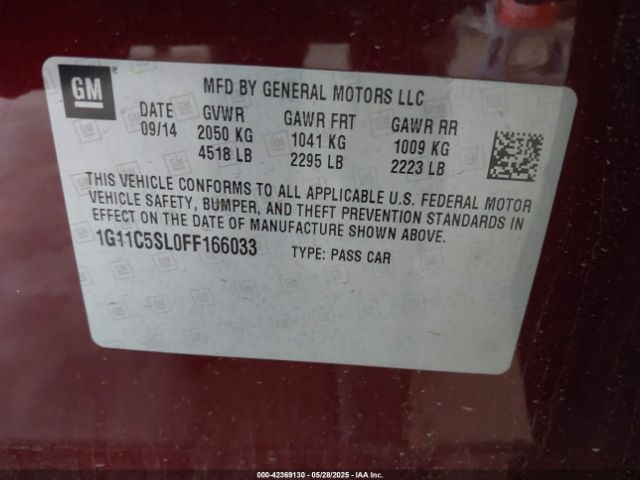 GM
MFD BY GENERAL MOTORS LLC
DATE GVWR GAWR FRT GAWR RR
09/14 2050 KG 1041 KG 1009 KG
4518 LB 2295 LB 2223 LB
THIS VEHICLE CONFORMS TO ALL APPLICABLE U.S. FEDERAL MOTOR
VEHICLE SAFETY, BUMPER, AND THEFT PREVENTION STANDARDS IN
EFFECT ON THE DATE OF MANUFACTURE SHOWN ABOVE.
1G11C5SL0FF166033 TYPE: PASS CAR
000-42369130 - 05/28/2025 - IAA Inc.